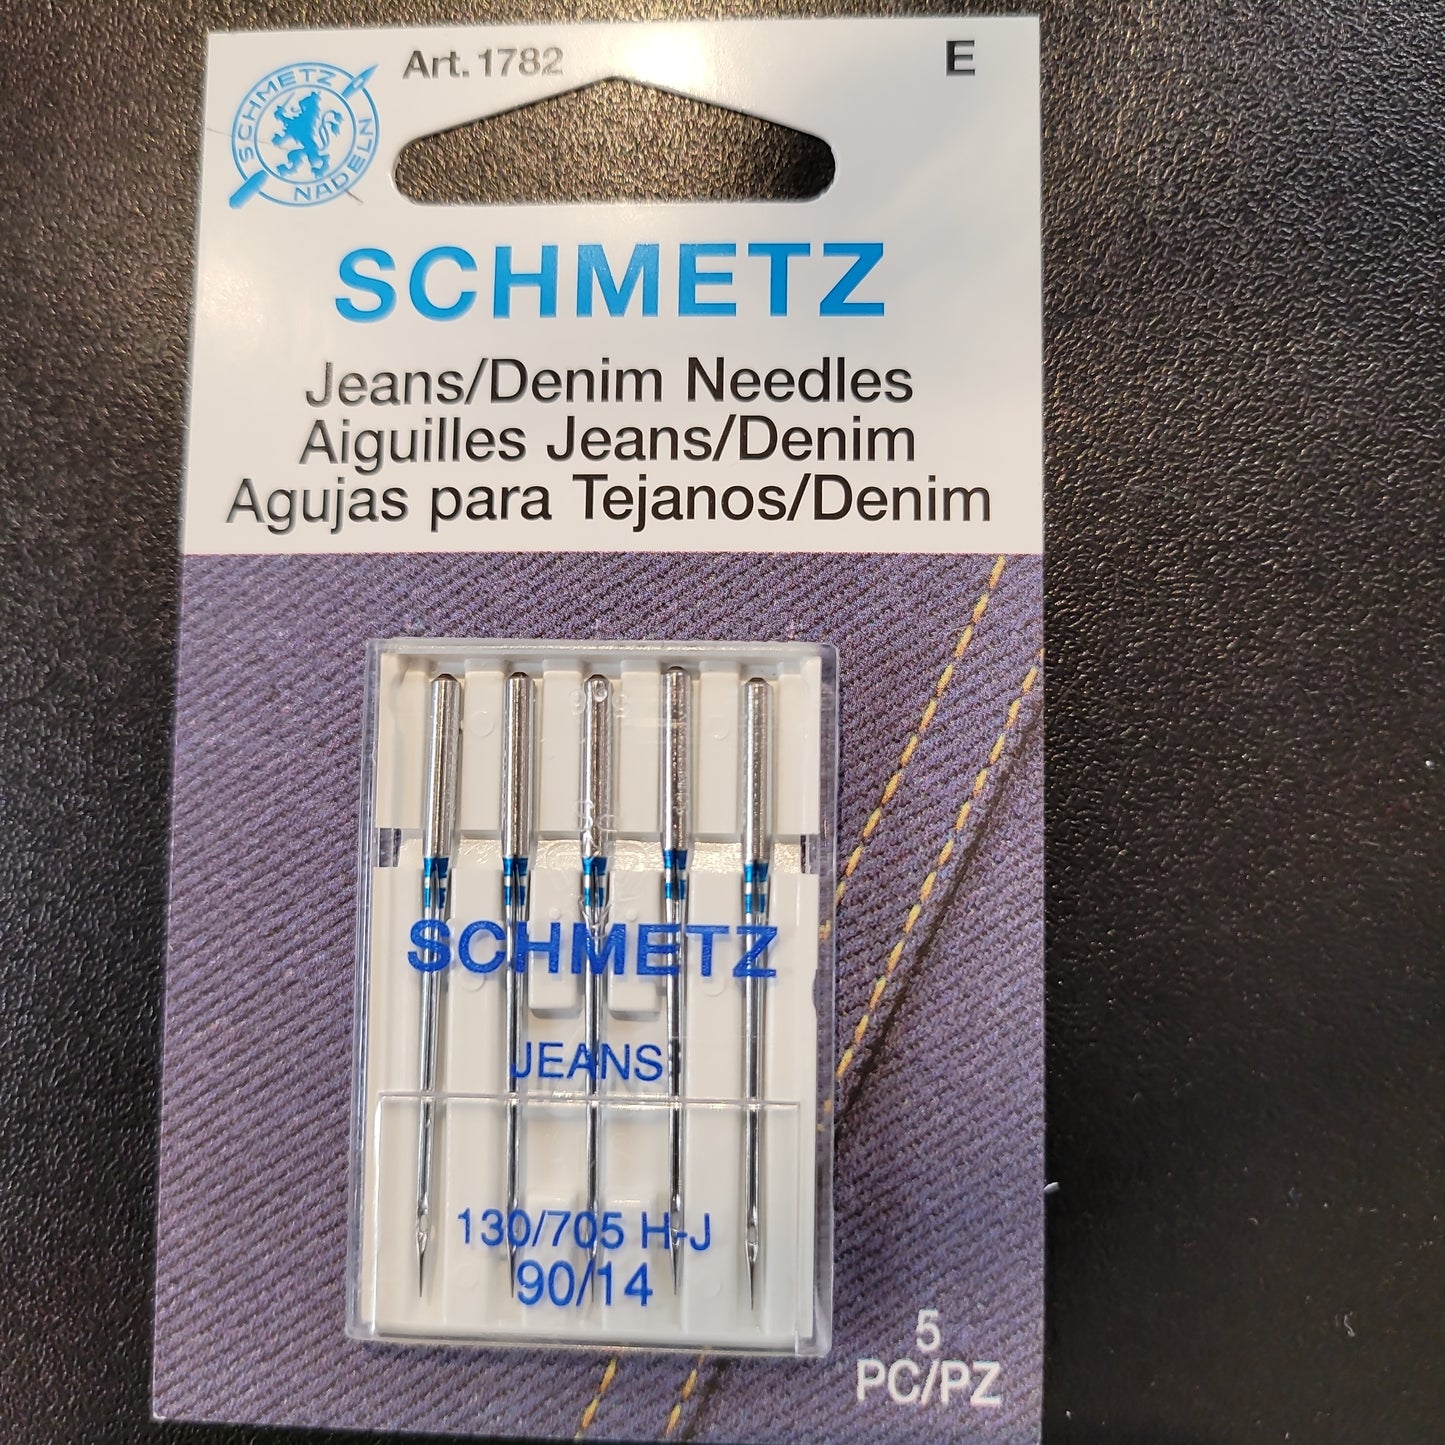 Art. 1782
E
SCHMETZ
NADELN
SCHMETZ
Jeans/Denim Needles
Aiguilles Jeans/Denim
Agujas para Tejanos/Denim
SCHMETZ
JEANS
130/705 H-J
90/14
5
PC/PZ